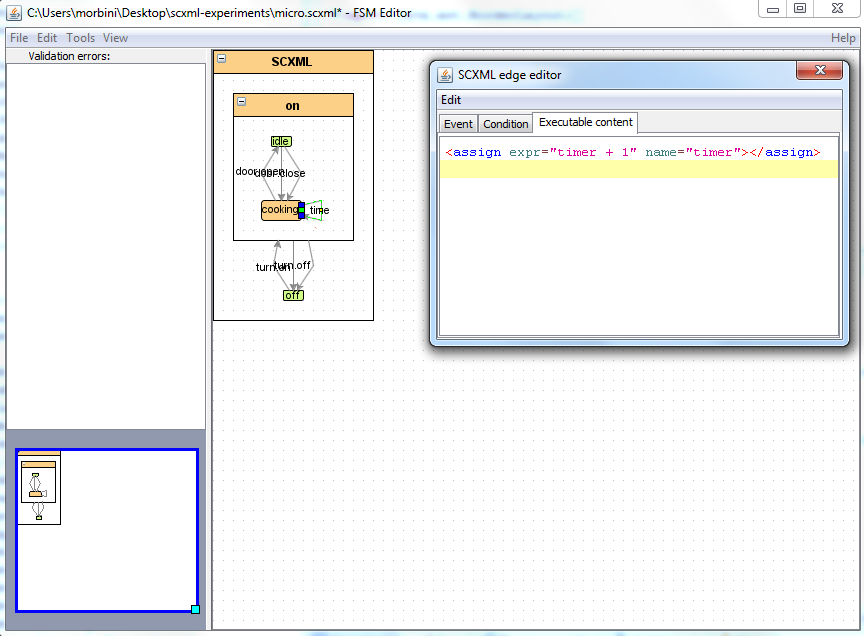 C:\Users\morbini\Desktop\scxml-experiments\micro.scxml* - FSM Editor
File Edit Tools View Help
Validation errors:
SCXML
on
idle
door.open
door.close
cooking
time
turn.on
turn.off
off
SCXML edge editor
Edit
Event Condition Executable content
<assign expr="timer + 1" name="timer"></assign>